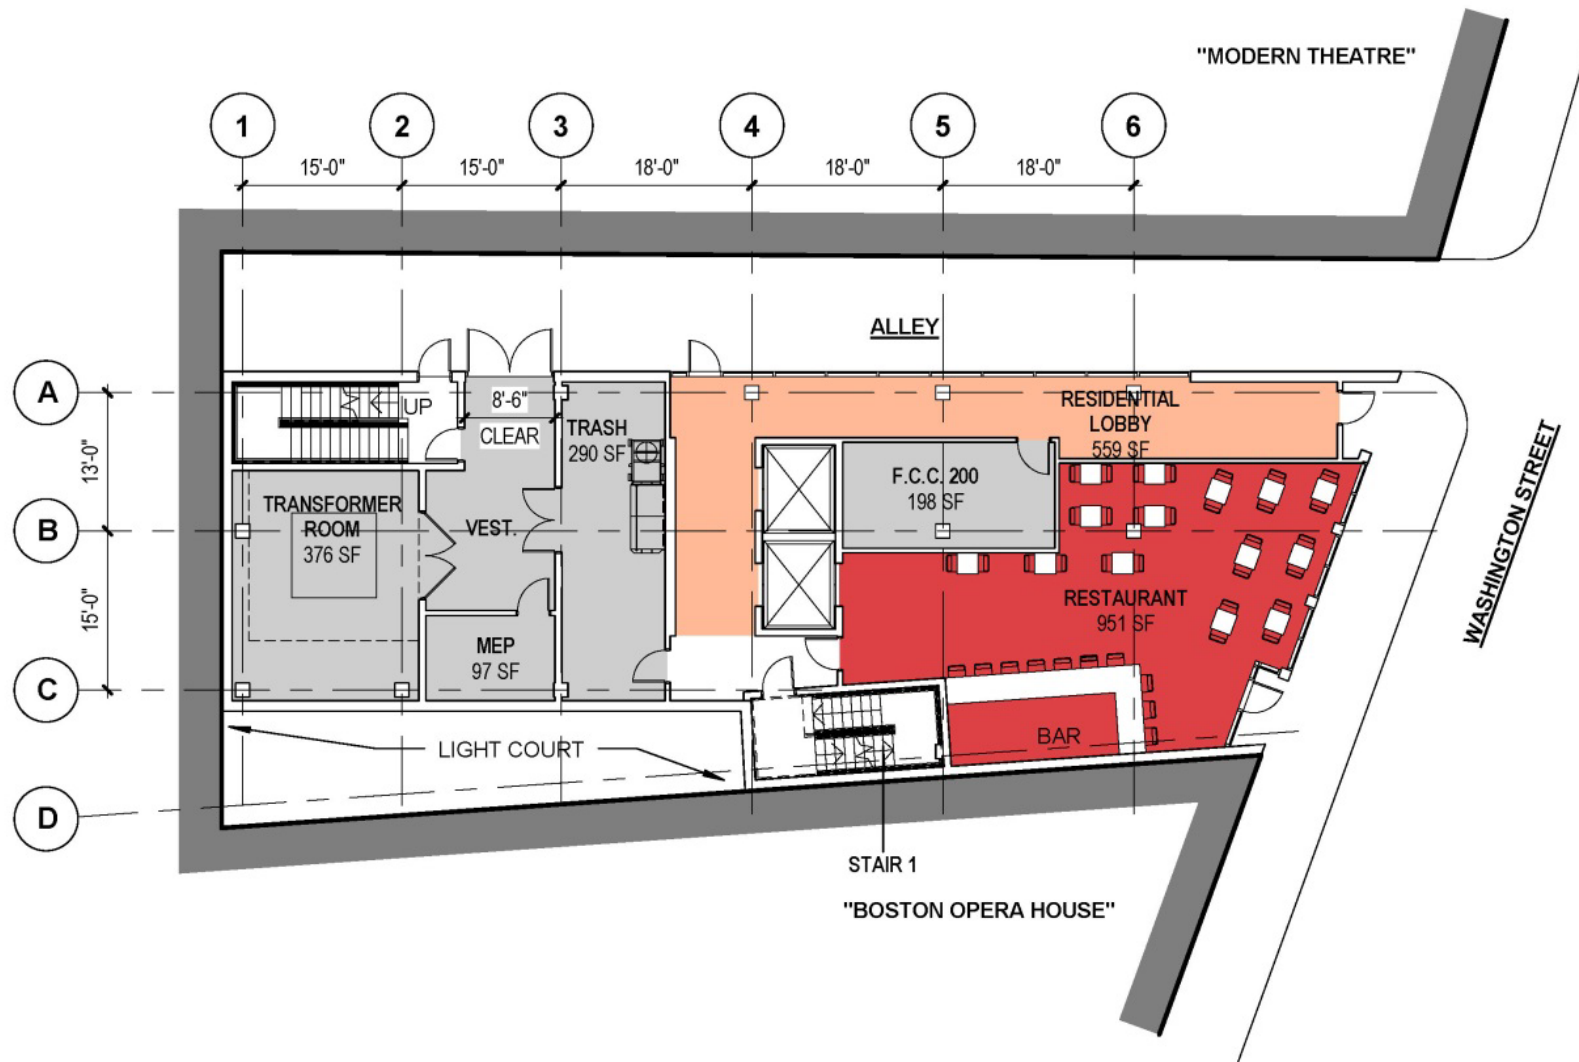 "MODERN THEATRE"
1
2
3
4
5
6
15'-0"
15'-0"
18'-0"
18'-0"
18'-0"
ALLEY
A
UP
8'-6"
CLEAR
TRASH
290 SF
RESIDENTIAL
LOBBY
559 SF
13'-0"
F.C.C. 200
198 SF
WASHINGTON STREET
B
TRANSFORMER
ROOM
376 SF
VEST.
15'-0"
RESTAURANT
951 SF
MEP
97 SF
C
LIGHT COURT
BAR
D
STAIR 1
"BOSTON OPERA HOUSE"